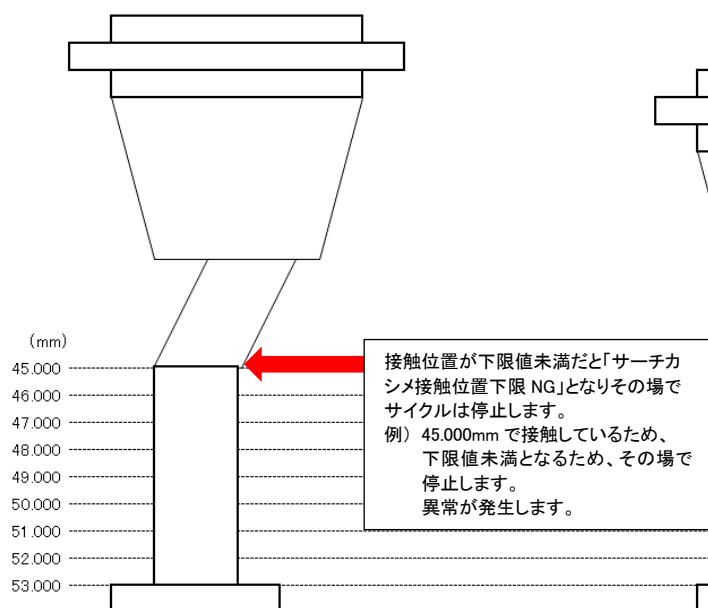 (mm)
45.000
46.000
47.000
48.000
49.000
50.000
51.000
52.000
53.000
接触位置が下限値未満だと「サーチカ
シメ接触位置下限 NG」となりその場で
サイクルは停止します。
例） 45.000mm で接触しているため、
下限値未満となるため、その場で
停止します。
異常が発生します。